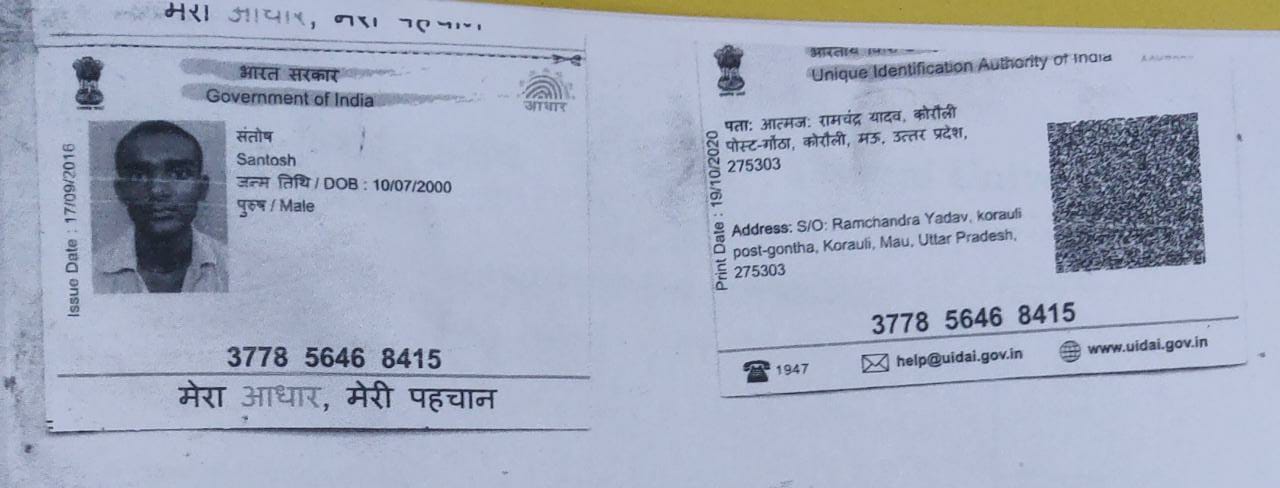 मेरा आधार,
भारत सरकार
Government of India
आधार
संतोष
Santosh
जन्म तिथि / DOB : 10/07/2000
पुरुष / Male
Issue Date : 17/09/2016
3778 5646 8415
मेरा आधार, मेरी पहचान
भारतीय
Unique Identification Authority of India
पता: आत्मज: रामचंद्र यादव, कोरौली
पोस्ट-गोंठा, कोरौली, मऊ, उत्तर प्रदेश,
275303
Print Date : 19/10/2020
Address: S/O: Ramchandra Yadav, korauli
post-gontha, Korauli, Mau, Uttar Pradesh,
275303
3778 5646 8415
1947
help@uidai.gov.in
www.uidai.gov.in